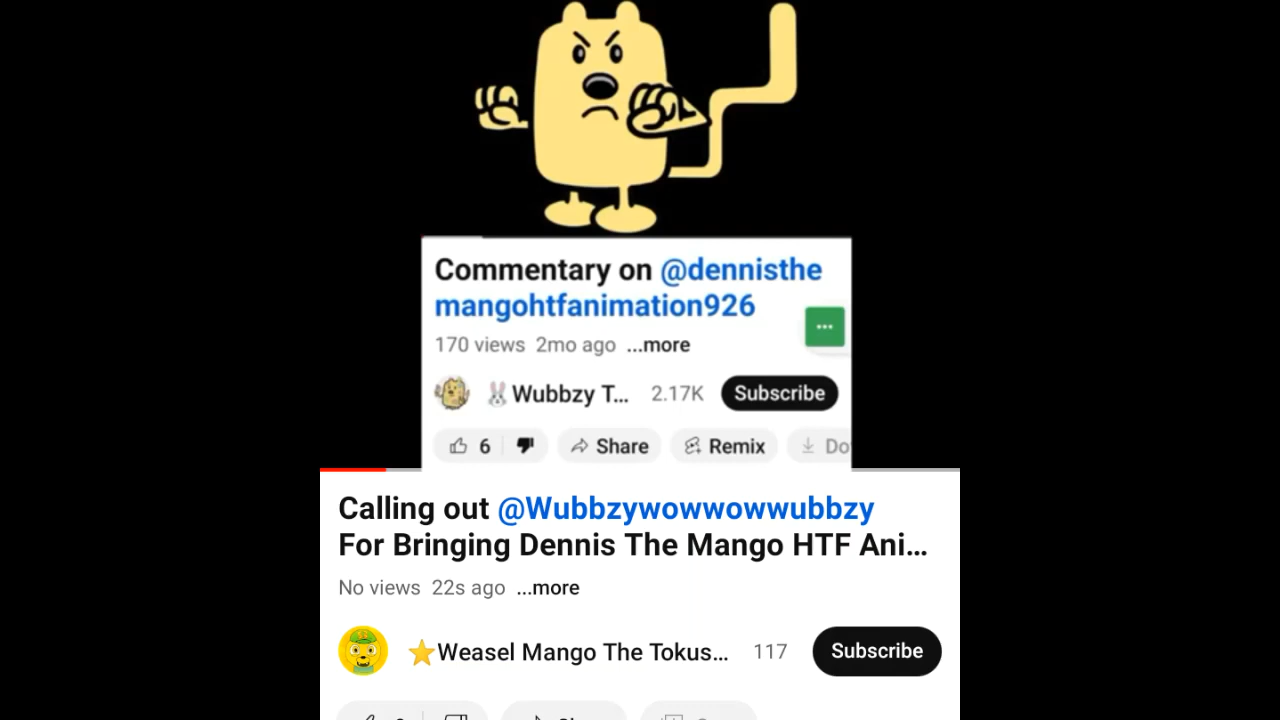 Commentary on @dennisthe
mangohtfanimation926
170 views 2mo ago ...more
🐰Wubbzy T... 2.17K Subscribe
6 Share Remix Do
Calling out @Wubbzywowwowwubbzy
For Bringing Dennis The Mango HTF Ani...
No views 22s ago ...more
⭐Weasel Mango The Tokus... 117 Subscribe